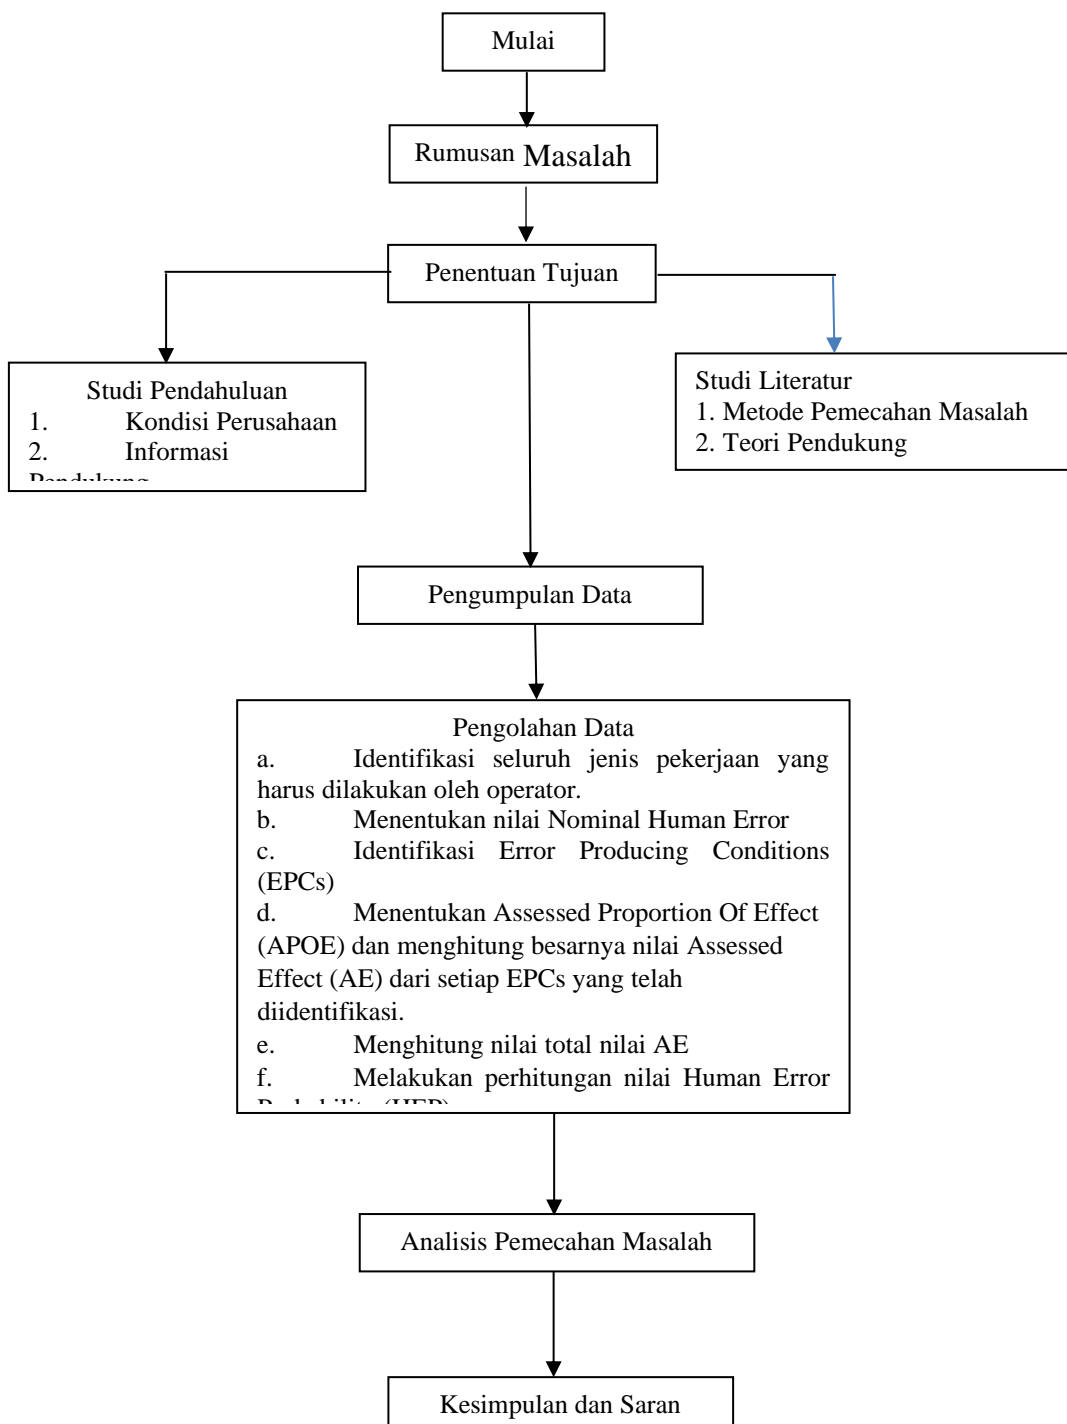 Mulai
Rumusan Masalah
Penentuan Tujuan
Studi Pendahuluan
1. Kondisi Perusahaan
2. Informasi
Studi Literatur
1. Metode Pemecahan Masalah
2. Teori Pendukung
Pengumpulan Data
Pengolahan Data
a. Identifikasi seluruh jenis pekerjaan yang
harus dilakukan oleh operator.
b. Menentukan nilai Nominal Human Error
c. Identifikasi Error Producing Conditions
(EPCs)
d. Menentukan Assessed Proportion Of Effect
(APOE) dan menghitung besarnya nilai Assessed
Effect (AE) dari setiap EPCs yang telah
diidentifikasi.
e. Menghitung nilai total nilai AE
f. Melakukan perhitungan nilai Human Error
Analisis Pemecahan Masalah
Kesimpulan dan Saran